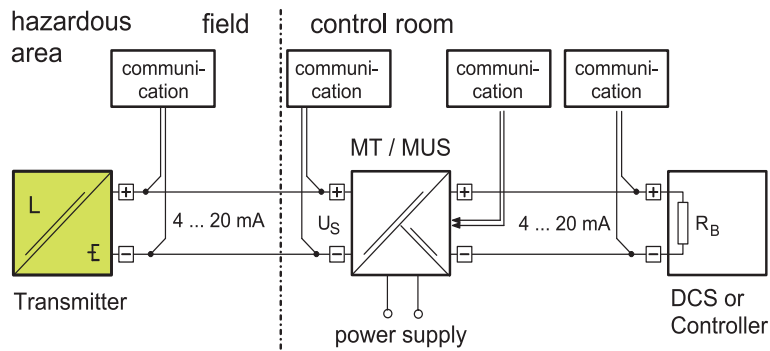 hazardous
area
field
control room
communi-
cation
communi-
cation
communi-
cation
communi-
cation
MT / MUS
L
+
+
+
+
4 ... 20 mA
US
4 ... 20 mA
RB
−
−
−
−
Transmitter
power supply
DCS or
Controller